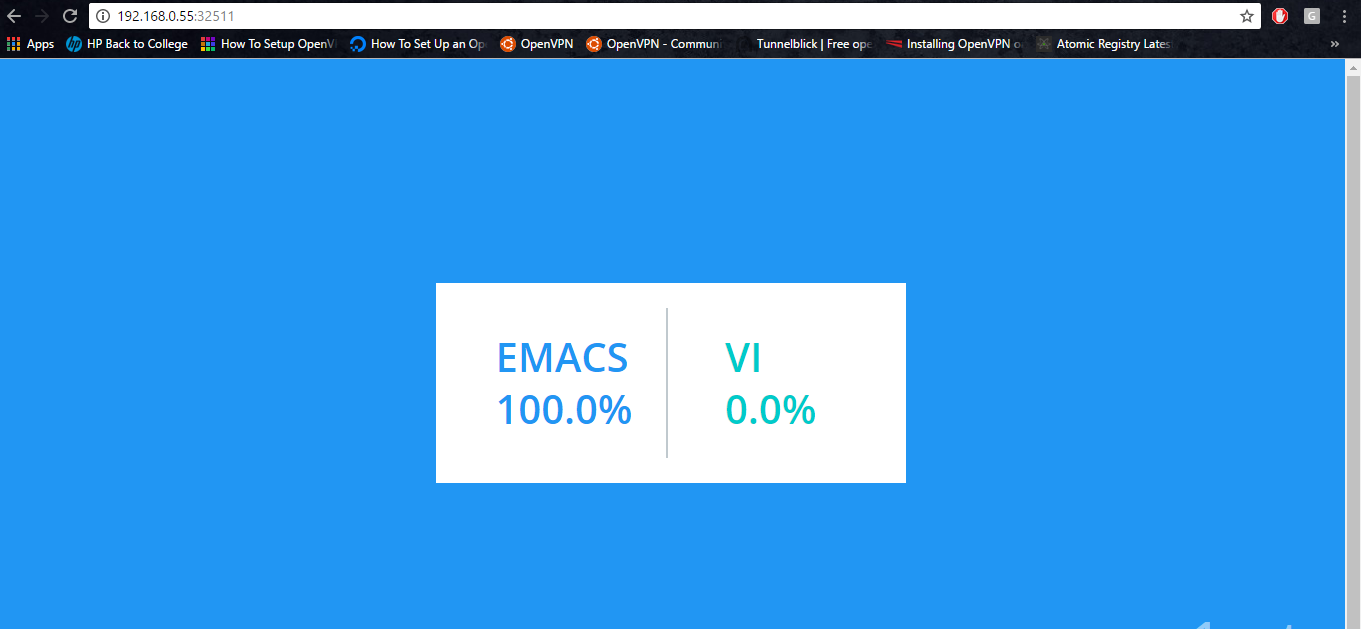 192.168.0.55:32511
Apps HP Back to College How To Setup OpenV How To Set Up an Op OpenVPN OpenVPN - Commun Tunnelblick | Free ope Installing OpenVPN o Atomic Registry Lates »
EMACS VI
100.0% 0.0%